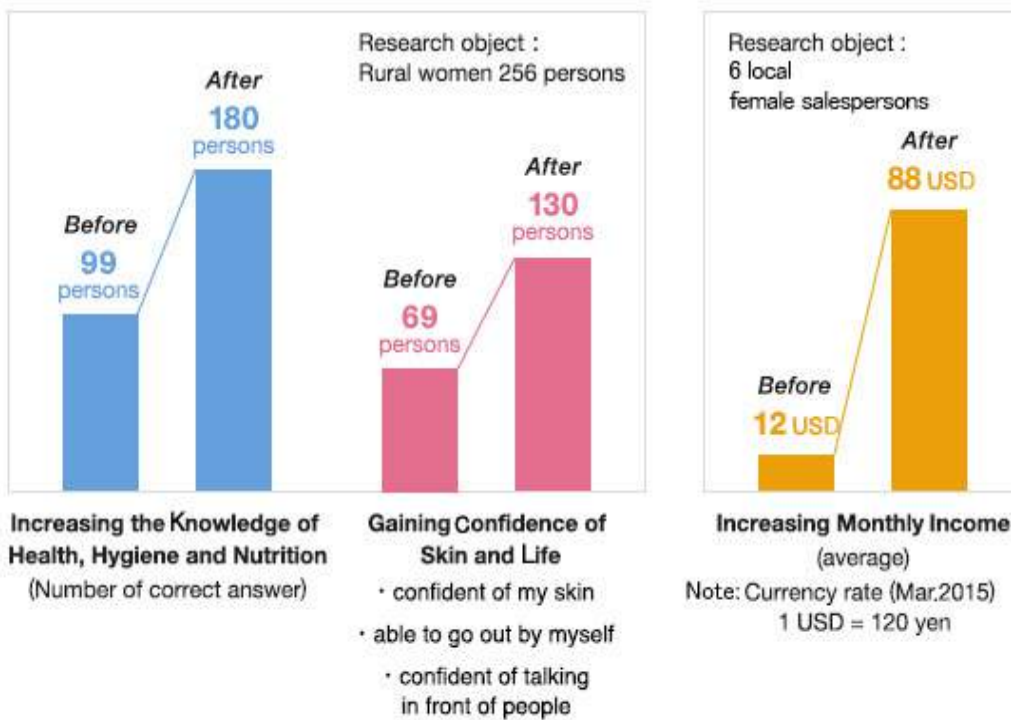 Research object :
Rural women 256 persons
After
180
persons
Before
99
persons
After
130
persons
Before
69
persons
Increasing the Knowledge of
Health, Hygiene and Nutrition
(Number of correct answer)
Gaining Confidence of
Skin and Life
・confident of my skin
・able to go out by myself
・confident of talking
in front of people
Research object :
6 local
female salespersons
After
88 USD
Before
12 USD
Increasing Monthly Income
(average)
Note: Currency rate (Mar.2015)
1 USD = 120 yen